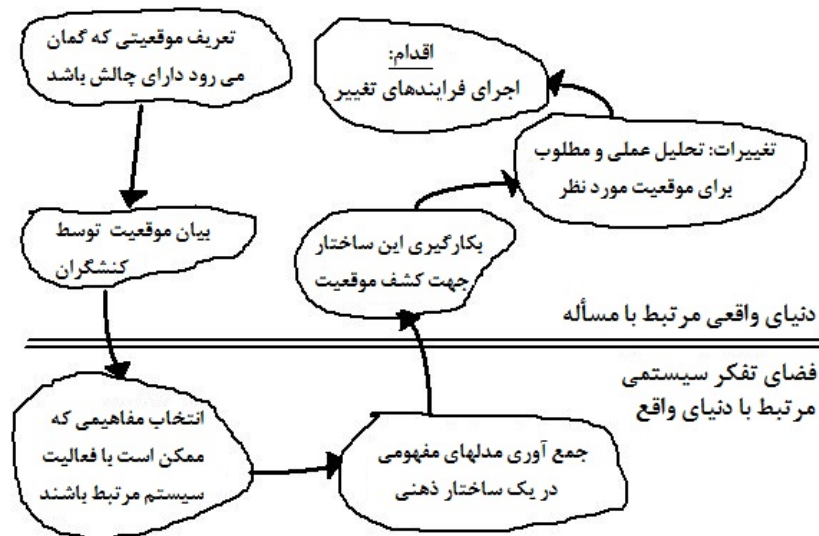 تعریف موقعیتی که گمان
می رود دارای چالش باشد
بیان موقعیت توسط
کنشگران
انتخاب مفاهیمی که
ممکن است با فعالیت
سیستم مرتبط باشند
جمع آوری مدلهای مفهومی
در یک ساختار ذهنی
بکارگیری این ساختار
جهت کشف موقعیت
تغییرات: تحلیل عملی و مطلوب
برای موقعیت مورد نظر
اقدام:
اجرای فرایندهای تغییر
دنیای واقعی مرتبط با مسأله
فضای تفکر سیستمی
مرتبط با دنیای واقع